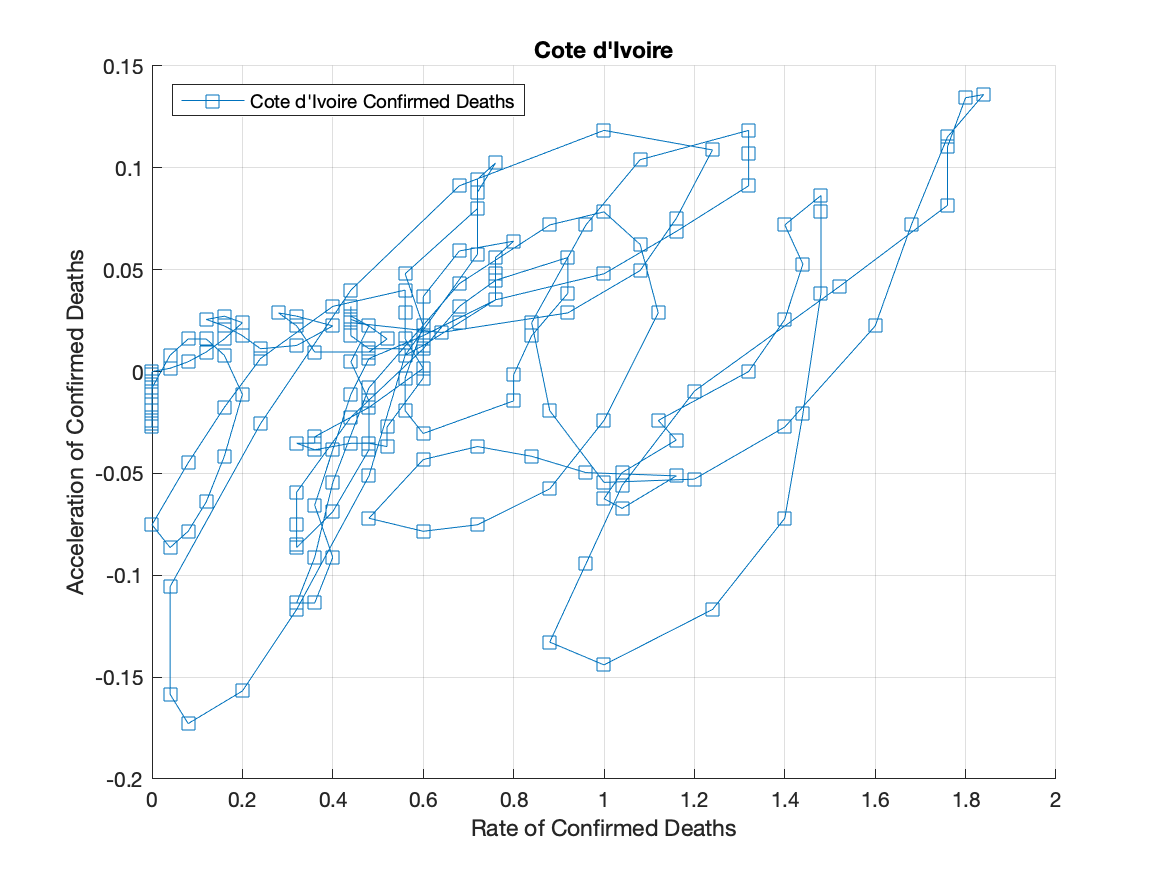 Cote d'Ivoire
0.15
Cote d'Ivoire Confirmed Deaths
0.1
0.05
0
-0.05
-0.1
-0.15
-0.2
Acceleration of Confirmed Deaths
0 0.2 0.4 0.6 0.8 1 1.2 1.4 1.6 1.8 2
Rate of Confirmed Deaths